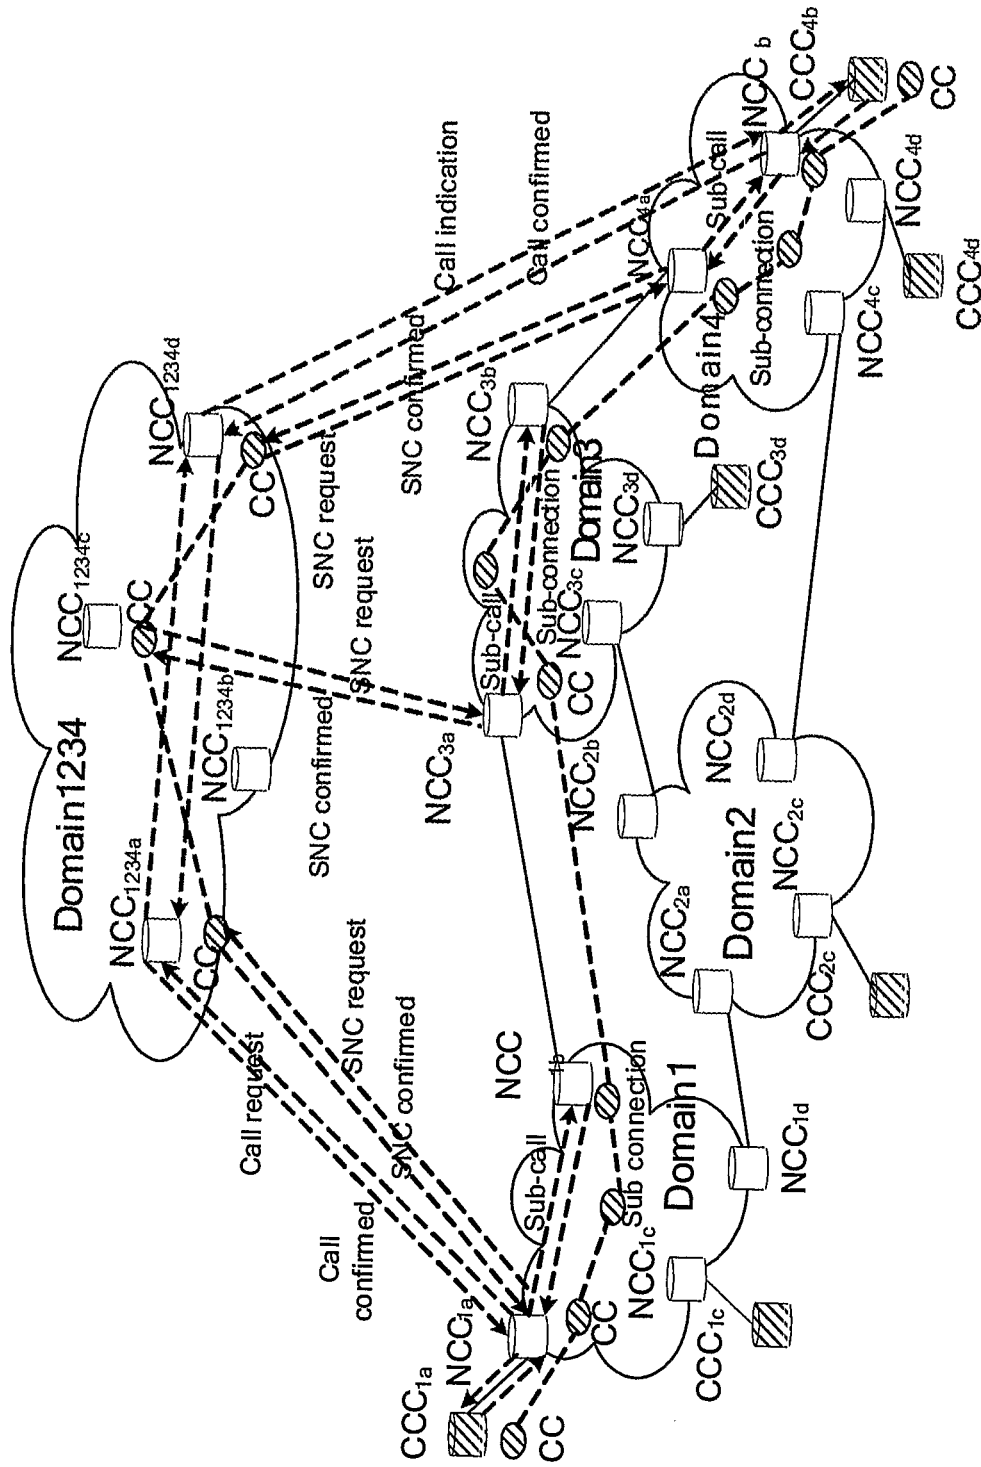 Domain1234
NCC1234a
NCC1234b
NCC1234c
NCC1234d
CC
CC
CC
Call request
Call
confirmed
SNC request
SNC confirmed
SNC confirmed
SNC request
SNC request
SNC confirmed
Call indication
Call confirmed
CCC1a
NCC1a
CC
CC
Sub-call
NCC
1b
Sub connection
Domain1
NCC1c
CCC1c
NCC1d
NCC3a
Sub-call
Sub-connection
CC
NCC3b
Domain3
NCC3c
NCC3d
CCC3d
NCC2a
NCC2b
Domain2
NCC2c
NCC2d
CCC2c
NCC4a
Sub-call
Sub-connection
Domain4
NCC b
CCC4b
CC
NCC4c
NCC4d
CCC4d